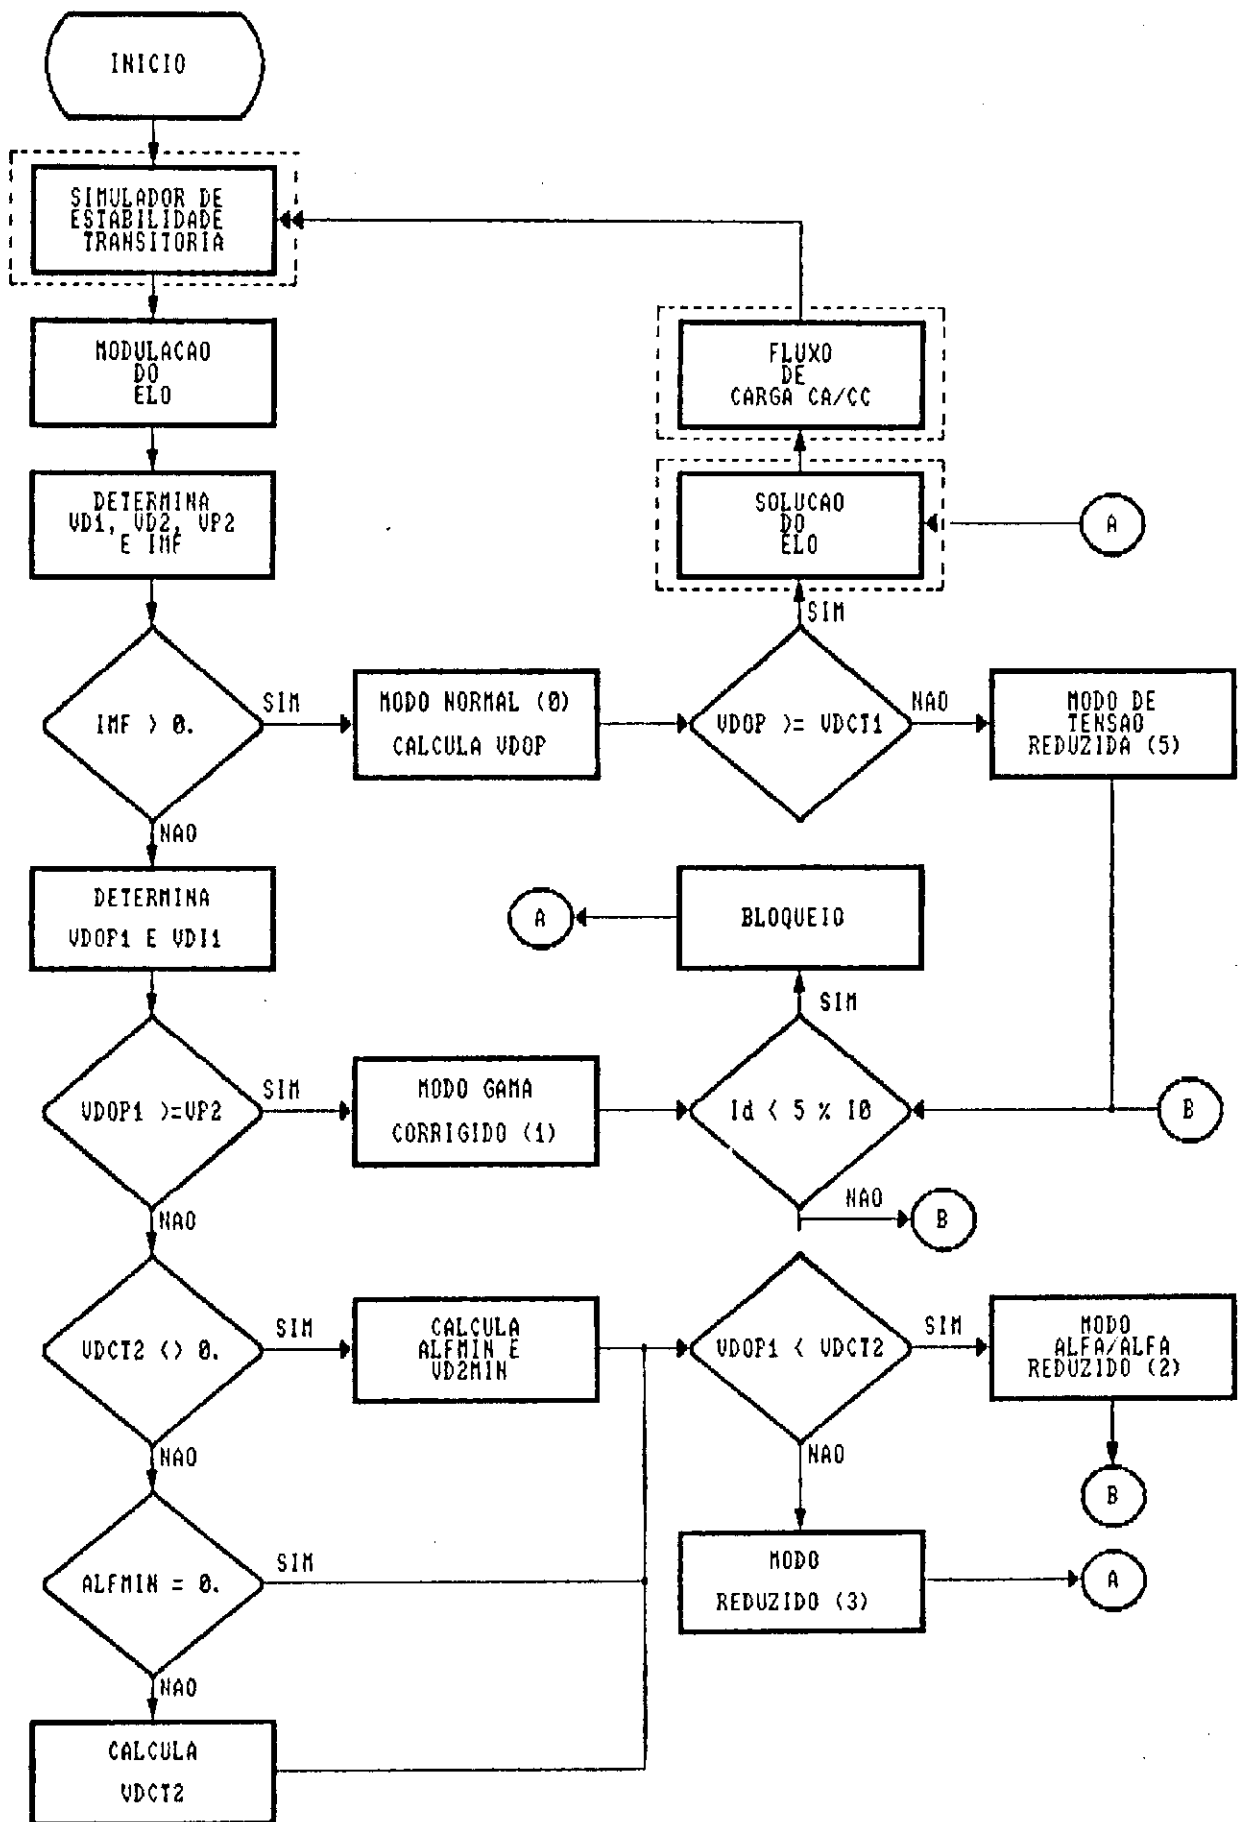 INICIO
SIMULADOR DE
ESTABILIDADE
TRANSITORIA
MODULACAO
DO
ELO
FLUXO
DE
CARGA CA/CC
DETERMINA
VD1, VD2, VP2
E IMF
SOLUCAO
DO
ELO
A
SIM
IMF > 0.
SIM
MODO NORMAL (0)
CALCULA VDOP
VDOP >= VDCT1
NAO
MODO DE
TENSAO
REDUZIDA (5)
NAO
DETERMINA
VDOP1 E VDI1
A
BLOQUEIO
SIM
VDOP1 >=VP2
SIM
MODO GAMA
CORRIGIDO (1)
Id < 5 % I0
B
NAO
NAO
B
VDCT2 <> 0.
SIM
CALCULA
ALFMIN E
VD2MIN
VDOP1 < VDCT2
SIM
MODO
ALFA/ALFA
REDUZIDO (2)
NAO
NAO
B
ALFMIN = 0.
SIM
MODO
REDUZIDO (3)
A
NAO
CALCULA
VDCT2